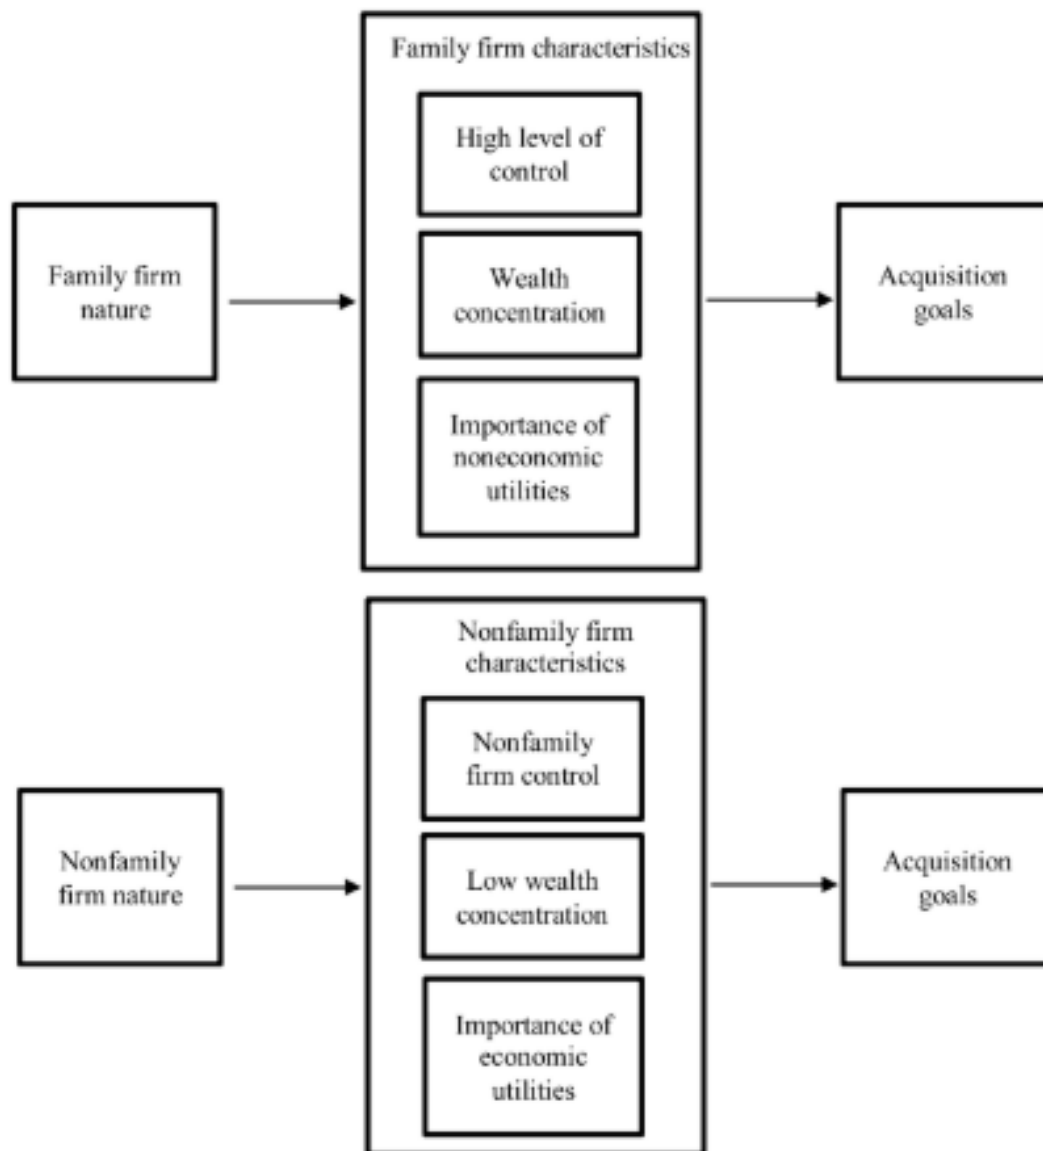 Family firm characteristics
High level of
control
Family firm
nature
Wealth
concentration
Acquisition
goals
Importance of
noneconomic
utilities
Nonfamily firm
characteristics
Nonfamily
firm control
Nonfamily
firm nature
Low wealth
concentration
Acquisition
goals
Importance of
economic
utilities